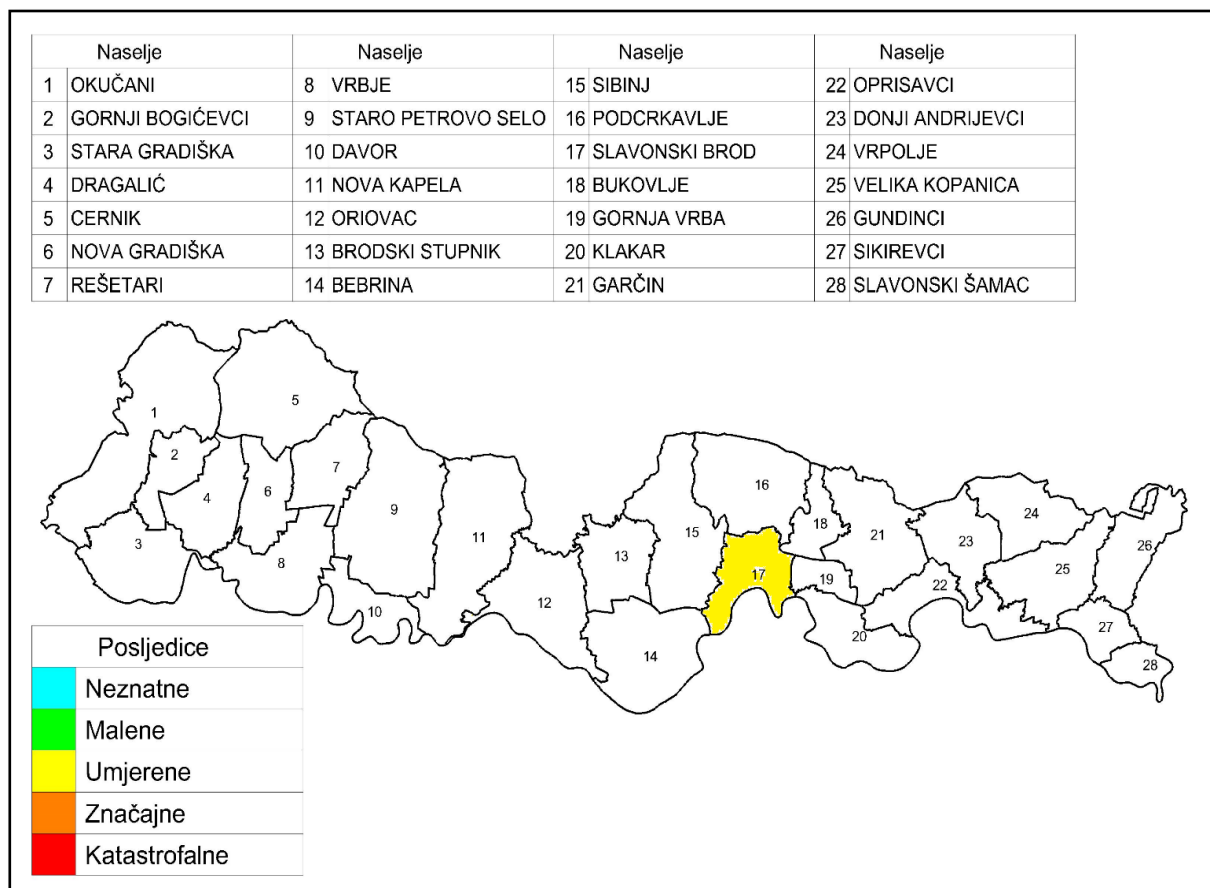 Naselje Naselje Naselje Naselje
1 OKUČANI 8 VRBJE 15 SIBINJ 22 OPRISAVCI
2 GORNJI BOGIĆEVCI 9 STARO PETROVO SELO 16 PODCRKAVLJE 23 DONJI ANDRIJEVCI
3 STARA GRADIŠKA 10 DAVOR 17 SLAVONSKI BROD 24 VRPOLJE
4 DRAGALIĆ 11 NOVA KAPELA 18 BUKOVLJE 25 VELIKA KOPANICA
5 CERNIK 12 ORIOVAC 19 GORNJA VRBA 26 GUNDINCI
6 NOVA GRADIŠKA 13 BRODSKI STUPNIK 20 KLAKAR 27 SIKIREVCI
7 REŠETARI 14 BEBRINA 21 GARČIN 28 SLAVONSKI ŠAMAC
5
1
2
7
16
6
4
9
24
18
15
21
11
23
26
3
13
8
17
19
25
22
12
10
27
20
14
28
Posljedice
Neznatne
Malene
Umjerene
Značajne
Katastrofalne